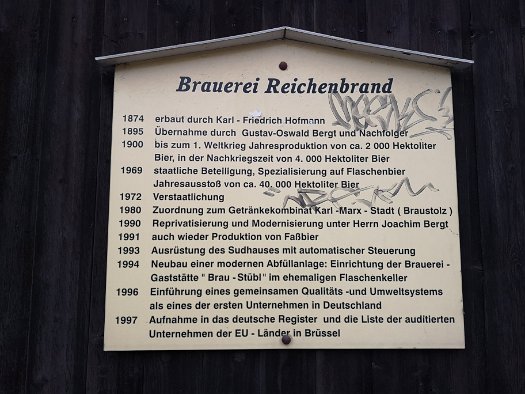 Brauerei Reichenbrand
1874 erbaut durch Karl - Friedrich Hofmann
1895 Übernahme durch Gustav-Oswald Bergt und Nachfolger
1900 bis zum 1. Weltkrieg Jahresproduktion von ca. 2 000 Hektoliter
Bier, in der Nachkriegszeit von 4. 000 Hektoliter Bier
1969 staatliche Beteiligung, Spezialisierung auf Flaschenbier
Jahresausstoß von ca. 40. 000 Hektoliter Bier
1972 Verstaatlichung
1980 Zuordnung zum Getränkekombinat Karl -Marx - Stadt ( Braustolz )
1990 Reprivatisierung und Modernisierung unter Herrn Joachim Bergt
1991 auch wieder Produktion von Faßbier
1993 Ausrüstung des Sudhauses mit automatischer Steuerung
1994 Neubau einer modernen Abfüllanlage: Einrichtung der Brauerei -
Gaststätte " Brau - Stübl" im ehemaligen Flaschenkeller
1996 Einführung eines gemeinsamen Qualitäts -und Umweltsystems
als eines der ersten Unternehmen in Deutschland
1997 Aufnahme in das deutsche Register und die Liste der auditierten
Unternehmen der EU - Länder in Brüssel